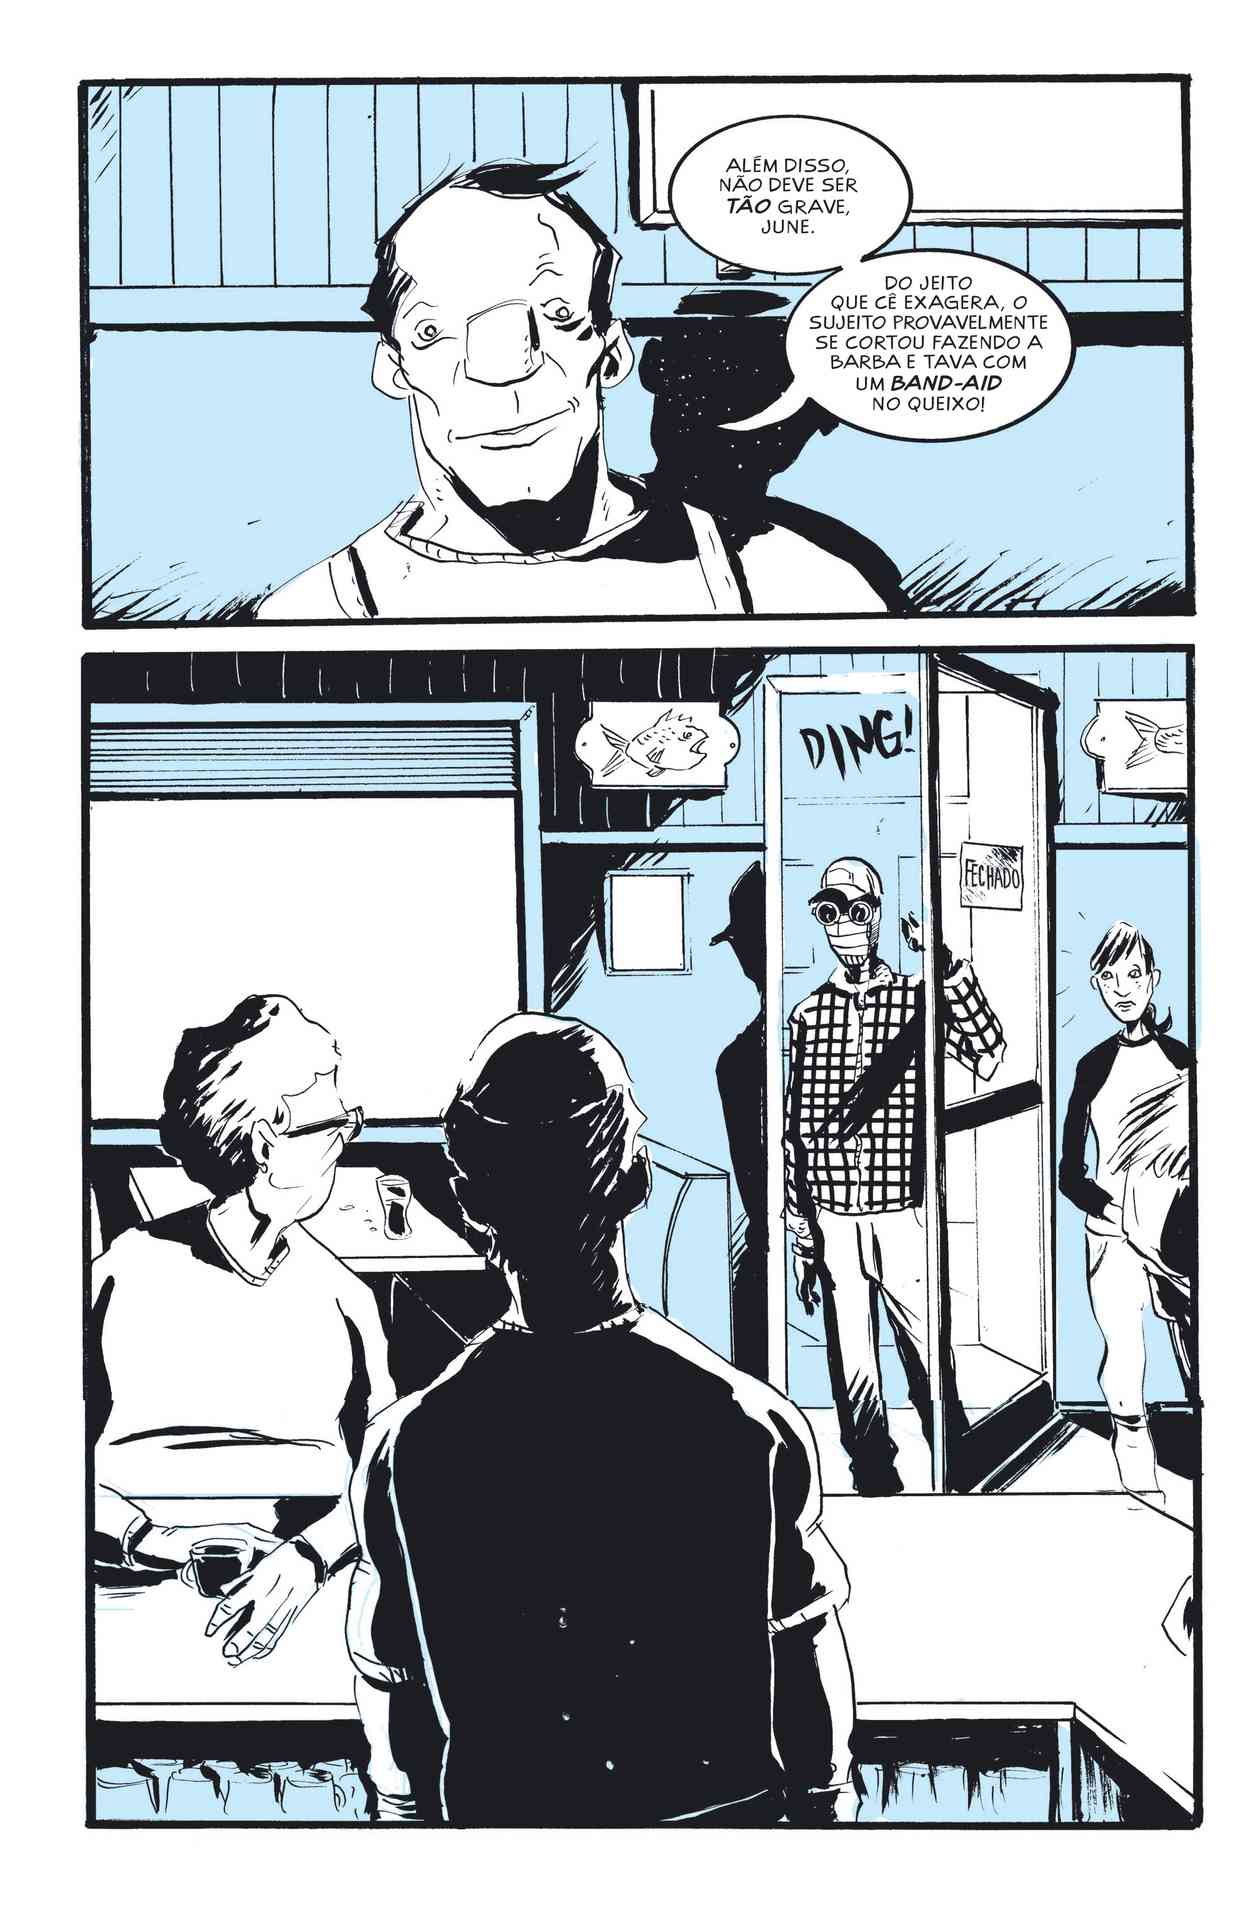 ALÉM DISSO,
NÃO DEVE SER
TÃO GRAVE,
JUNE.
DO JEITO
QUE CÊ EXAGERA, O
SUJEITO PROVAVELMENTE
SE CORTOU FAZENDO A
BARBA E TAVA COM
UM BAND-AID
NO QUEIXO!
DING!
FECHADO